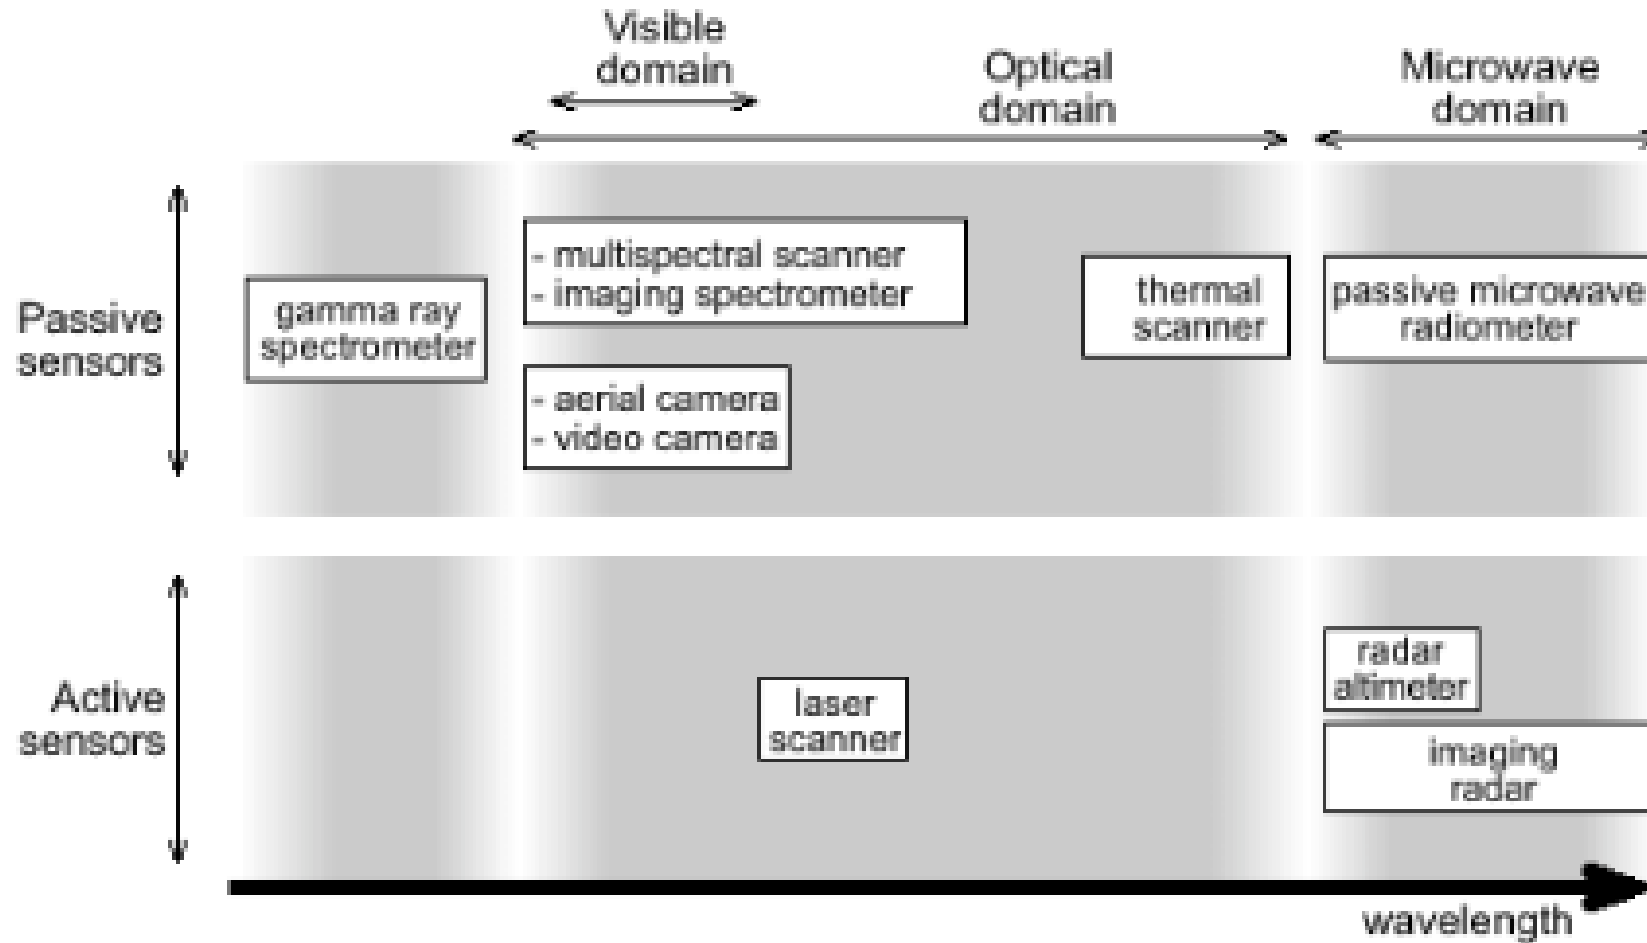 Visible
domain
Optical
domain
Microwave
domain
Passive
sensors
gamma ray
spectrometer
- multispectral scanner
- imaging spectrometer
- aerial camera
- video camera
thermal
scanner
passive microwave
radiometer
Active
sensors
laser
scanner
radar
altimeter
imaging
radar
wavelength